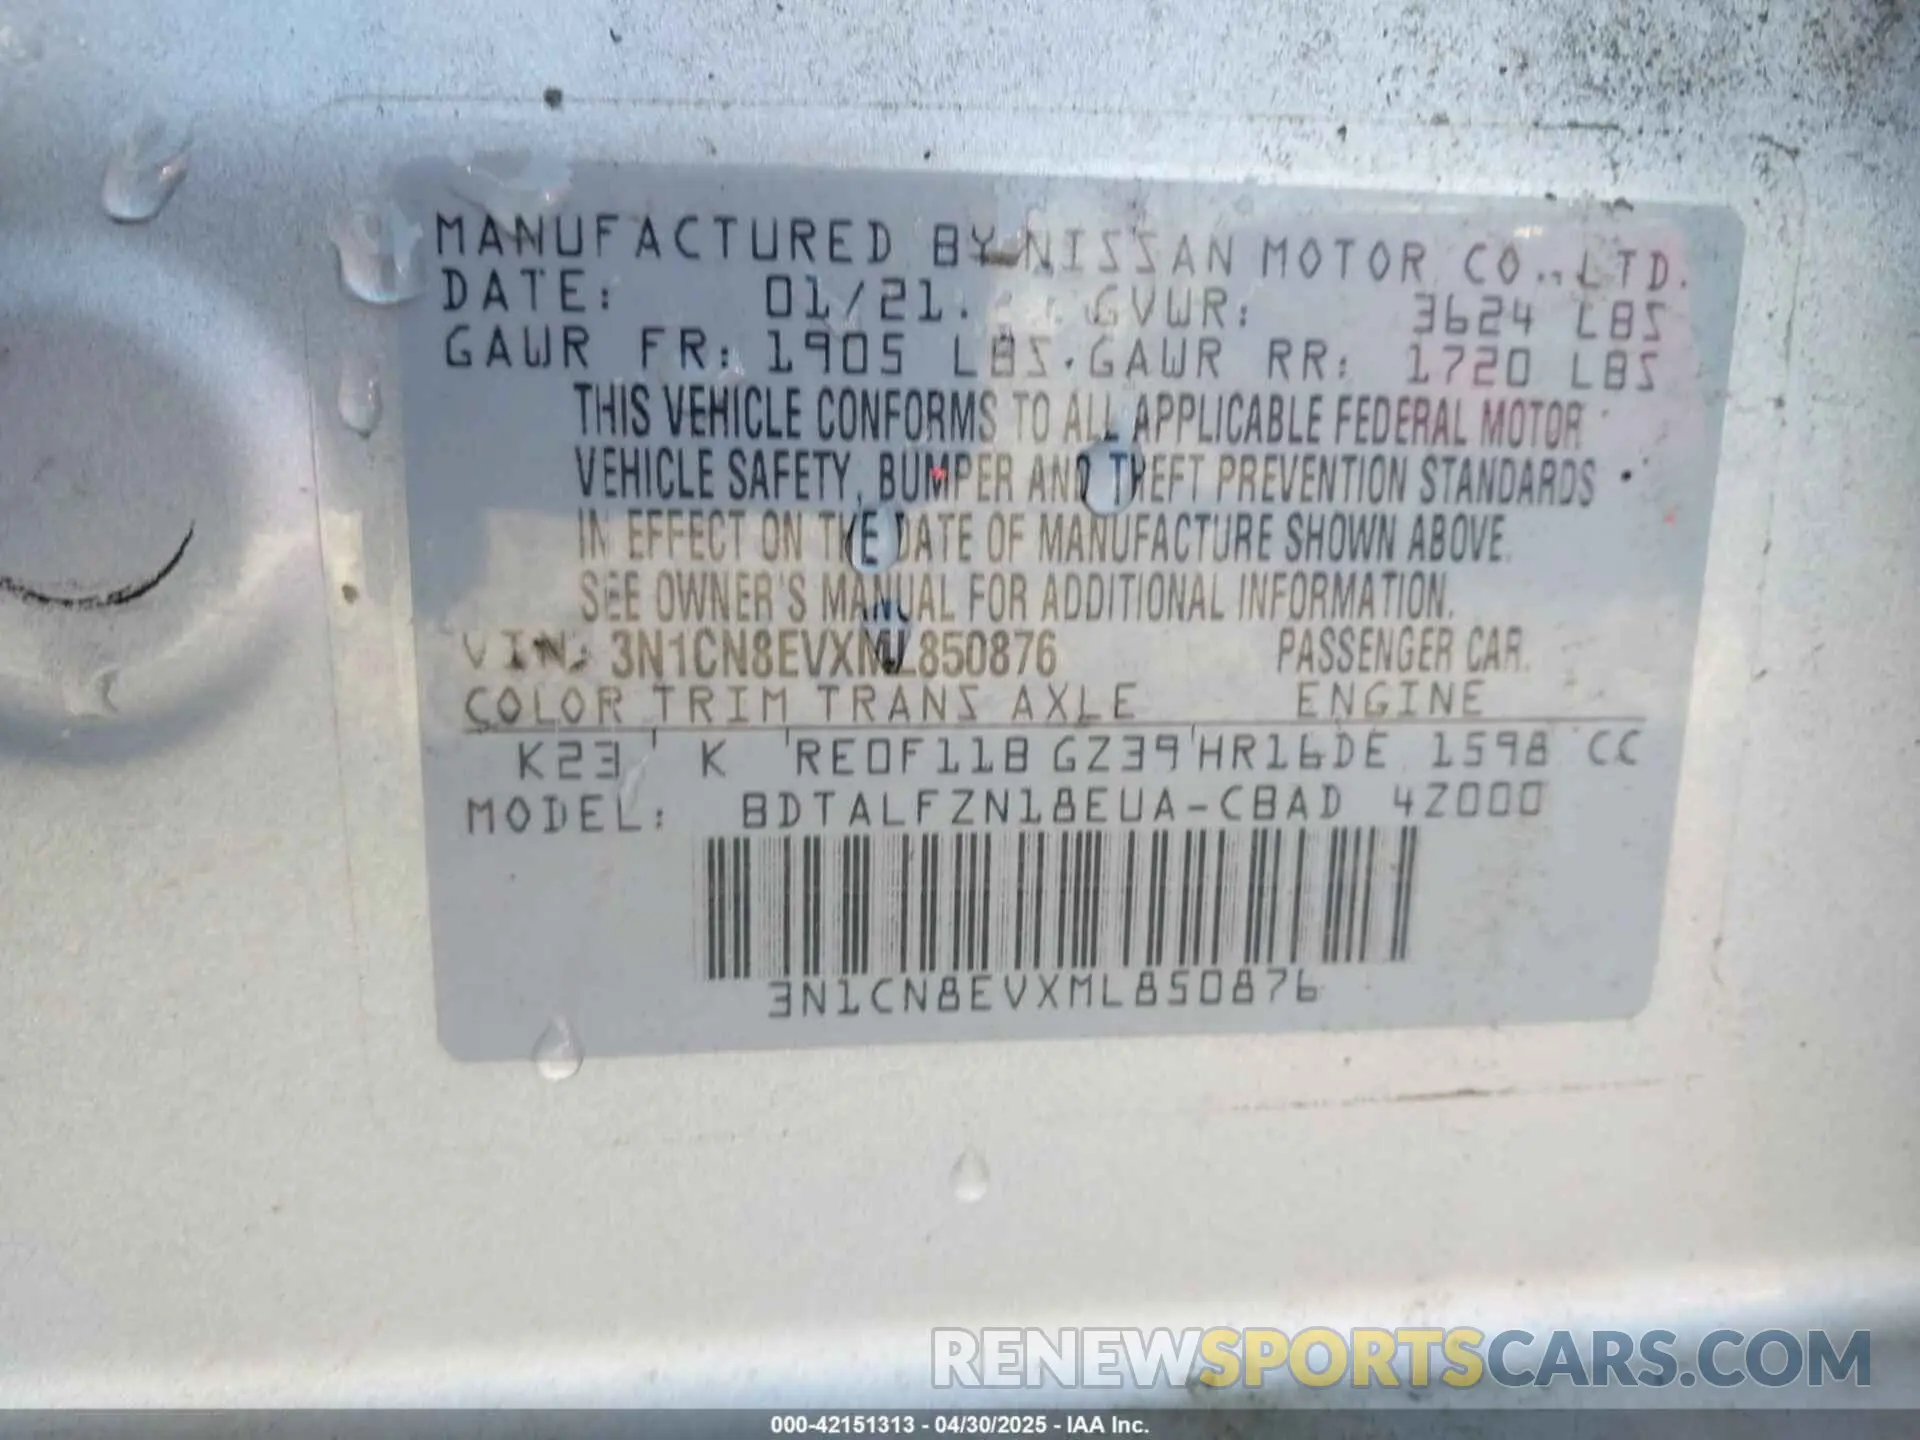 MANUFACTURED BY NISSAN MOTOR CO., LTD.
DATE: 01/21. GVWR: 3624 LBS
GAWR FR: 1905 LBS. GAWR RR: 1720 LBS
THIS VEHICLE CONFORMS TO ALL APPLICABLE FEDERAL MOTOR
VEHICLE SAFETY, BUMPER AND THEFT PREVENTION STANDARDS
IN EFFECT ON THE DATE OF MANUFACTURE SHOWN ABOVE.
SEE OWNER'S MANUAL FOR ADDITIONAL INFORMATION.
VIN: 3N1CN8EVXML850876 PASSENGER CAR.
COLOR TRIM TRANS AXLE ENGINE
K23 K RE0F11B GZ39 HR16DE 1598 CC
MODEL: BDTALFZN18EUA-CBAD 4Z000
3N1CN8EVXML850876
RENEWSPORTSCARS.COM
000-42151313 - 04/30/2025 - IAA Inc.